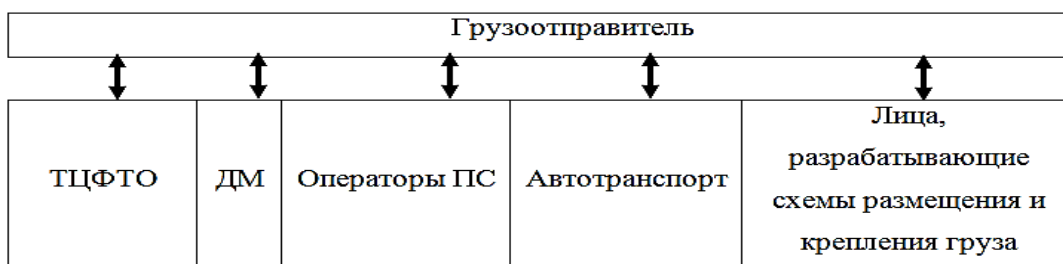 Грузоотправитель
ТЦФТО
ДМ
Операторы ПС
Автотранспорт
Лица,
разрабатывающие
схемы размещения и
крепления груза